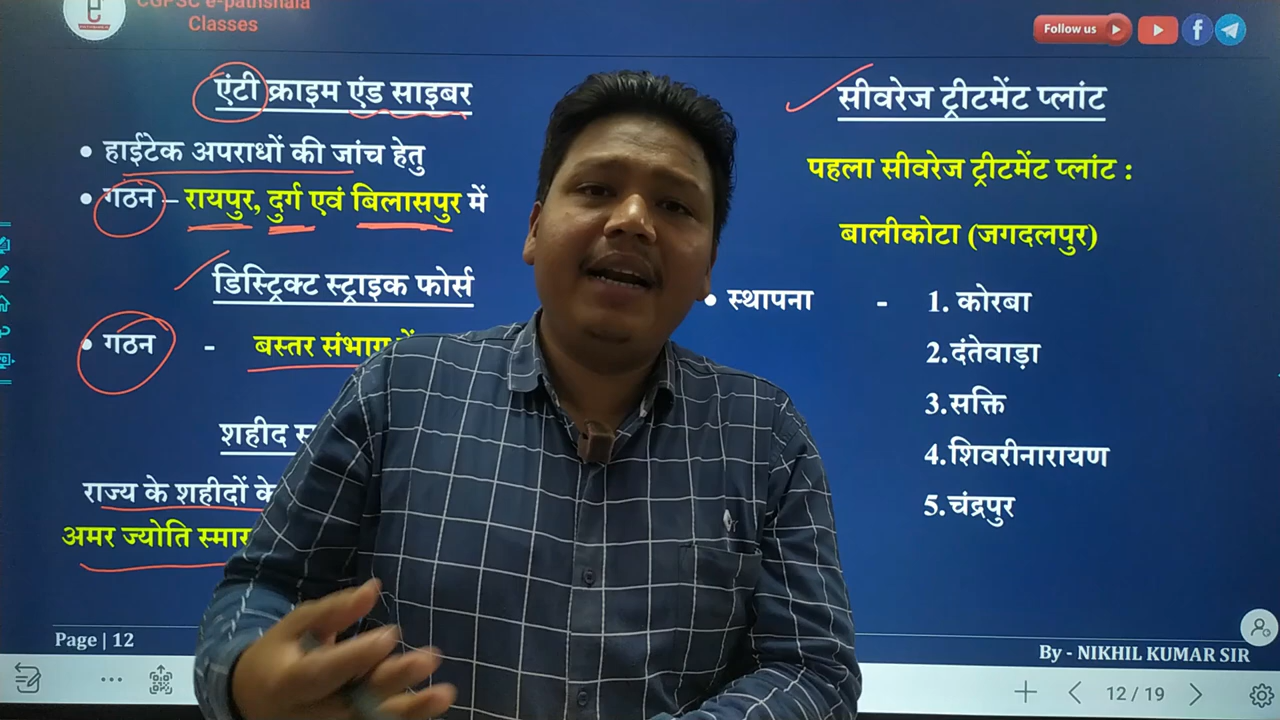 CGPSC e-pathshala
Classes
Follow us
एंटी क्राइम एंड साइबर
• हाईटेक अपराधों की जांच हेतु
• गठन – रायपुर, दुर्ग एवं बिलासपुर में
डिस्ट्रिक्ट स्ट्राइक फोर्स
• गठन - बस्तर संभाग में
शहीद
राज्य के शहीदों के
अमर ज्योति
सीवरेज ट्रीटमेंट प्लांट
पहला सीवरेज ट्रीटमेंट प्लांट :
बालीकोटा (जगदलपुर)
• स्थापना - 1. कोरबा
2.दंतेवाड़ा
3.सक्ति
4.शिवरीनारायण
5.चंद्रपुर
Page | 12
By - NIKHIL KUMAR SIR
12 / 19